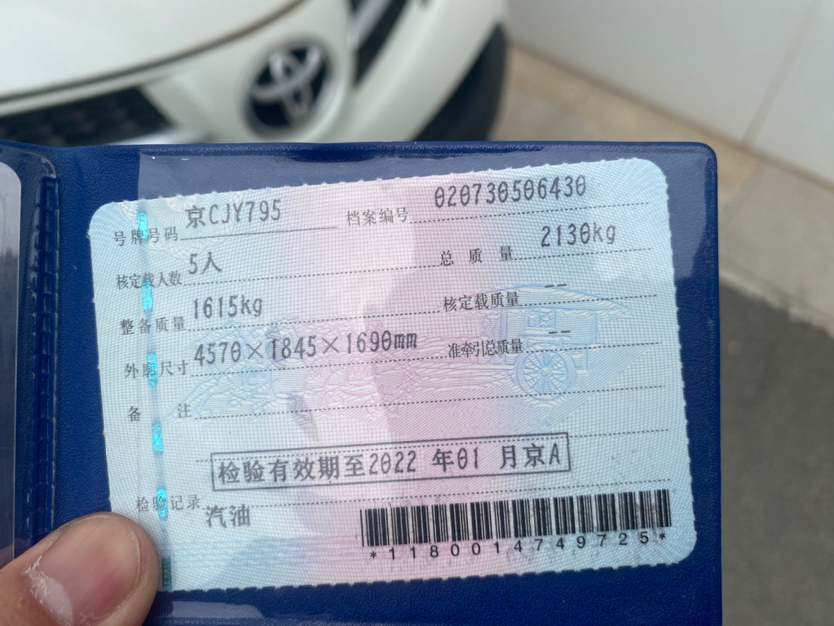 号牌号码 京CJY795 档案编号 020730506430
核定载人数 5人 总质量 2130kg
整备质量 1615kg 核定载质量 --
外廓尺寸 4570×1845×1690mm 准牵引总质量 --
备注
检验有效期至2022 年01 月京A
检验记录
汽油
*1180014749725*